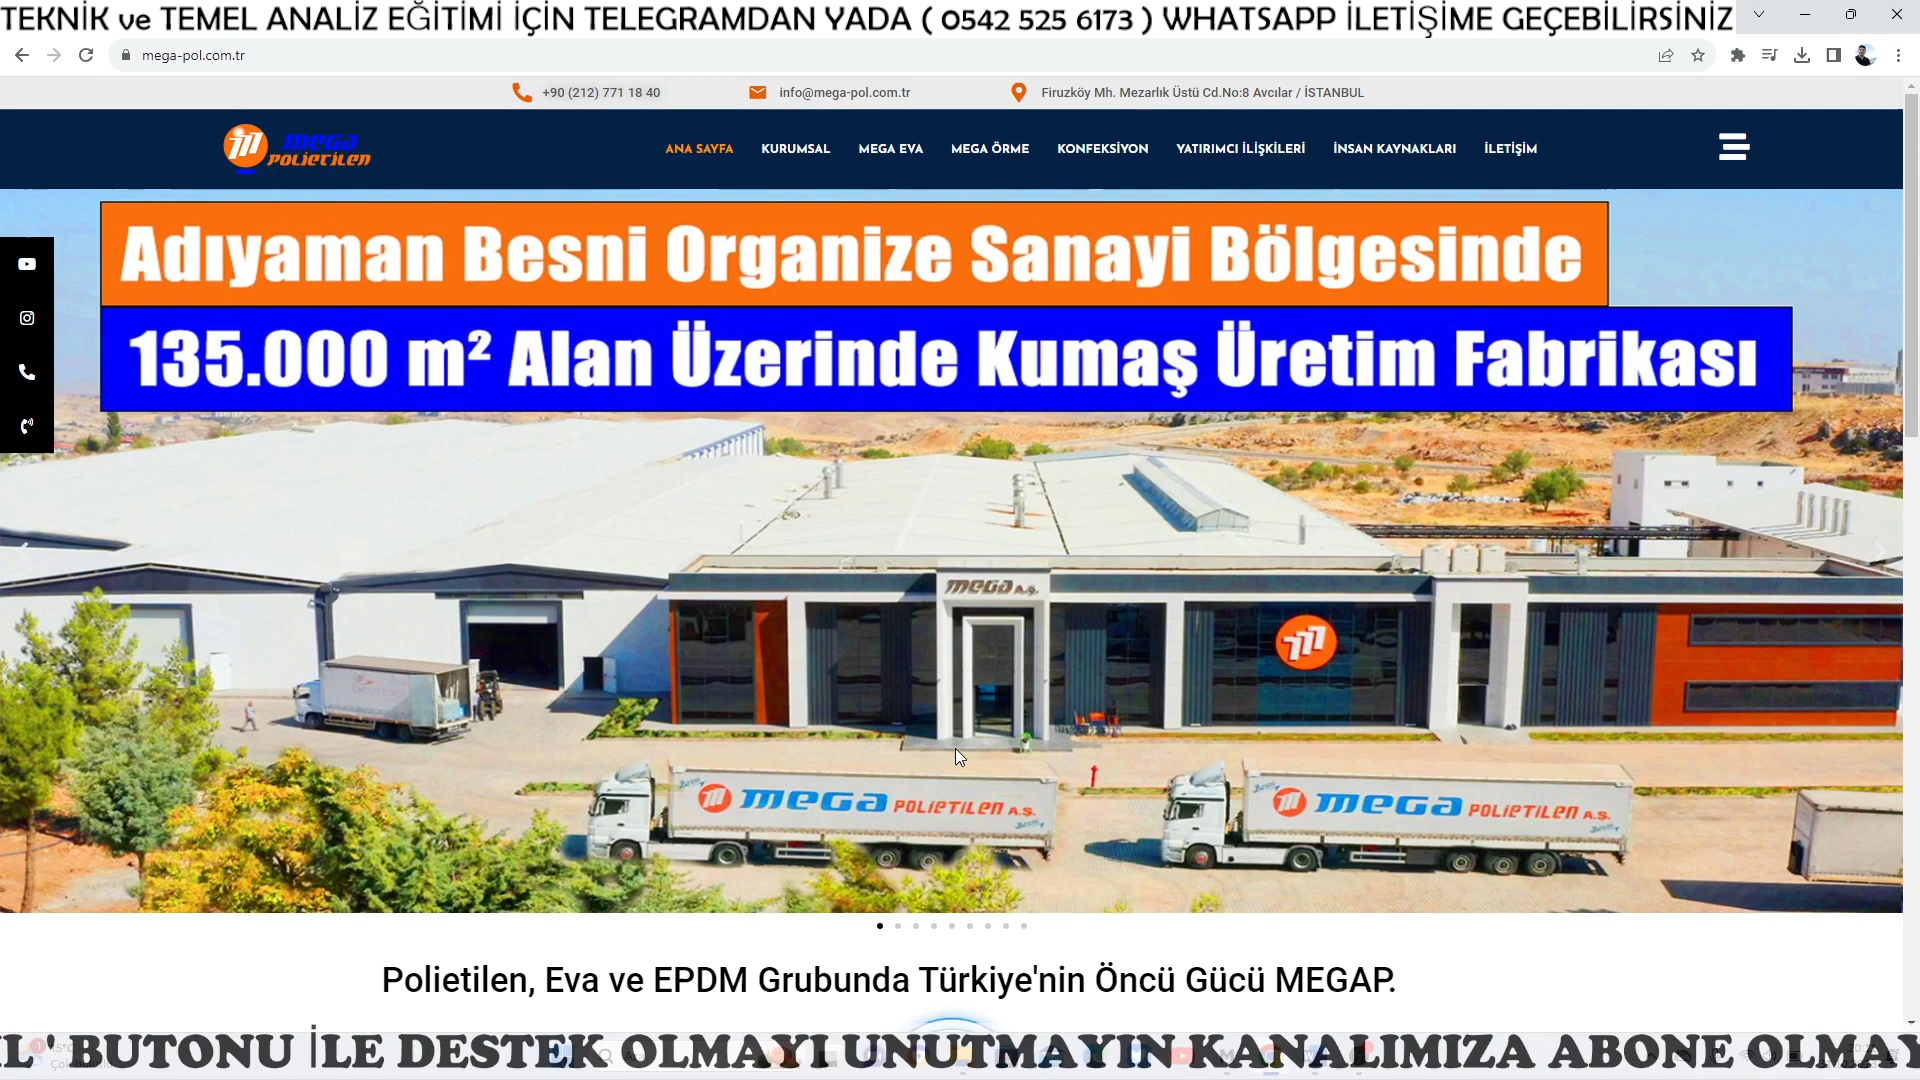 TEKNİK ve TEMEL ANALİZ EĞİTİMİ İÇİN TELEGRAMDAN YADA ( 0542 525 6173 ) WHATSAPP İLETİŞİME GEÇEBİLİRSİNİZ
mega-pol.com.tr
+90 (212) 771 18 40 info@mega-pol.com.tr Firuzköy Mh. Mezarlık Üstü Cd.No:8 Avcılar / İSTANBUL
mega
POLİETİLEN
ANA SAYFA KURUMSAL MEGA EVA MEGA ÖRME KONFEKSİYON YATIRIMCI İLİŞKİLERİ İNSAN KAYNAKLARI İLETİŞİM
Adıyaman Besni Organize Sanayi Bölgesinde
135.000 m² Alan Üzerinde Kumaş Üretim Fabrikası
mega A.Ş.
mega POLİETİLEN A.Ş. mega POLİETİLEN A.Ş.
Polietilen, Eva ve EPDM Grubunda Türkiye'nin Öncü Gücü MEGAP.
IL' BUTONU İLE DESTEK OLMAYI UNUTMAYIN KANALIMIZA ABONE OLMAY